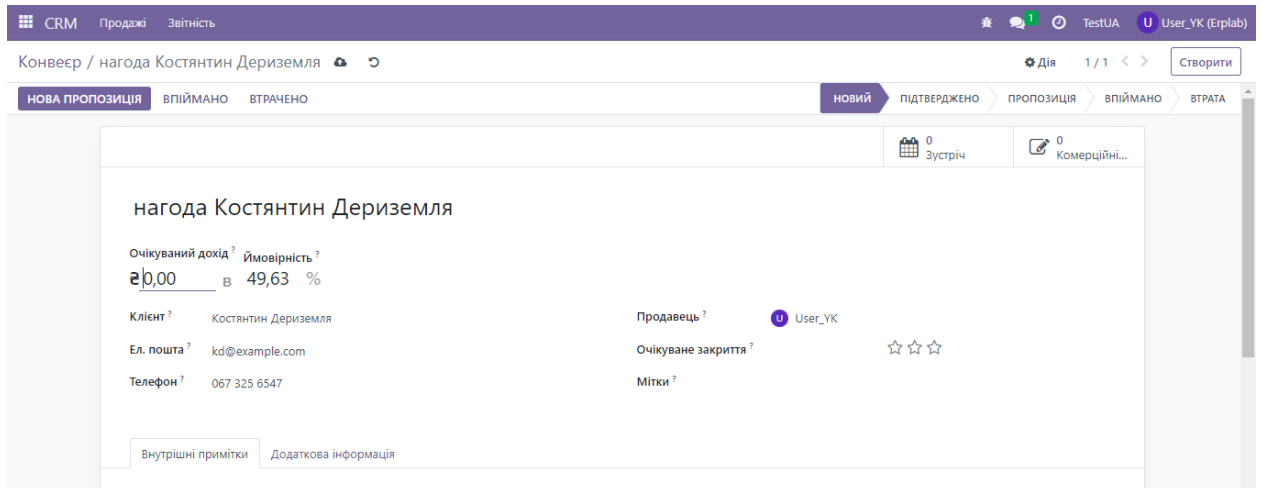 CRM Продажі Звітність 1 TestUA U User_YK (Erplab)
Конвеєр / нагода Костянтин Дериземля Дія 1 / 1 < > Створити
НОВА ПРОПОЗИЦІЯ ВПІЙМАНО ВТРАЧЕНО НОВИЙ ПІДТВЕРДЖЕНО ПРОПОЗИЦІЯ ВПІЙМАНО ВТРАТА
0 Зустріч
0 Комерційні...
нагода Костянтин Дериземля
Очікуваний дохід ? Ймовірність ?
₴0,00 в 49,63 %
Клієнт ? Костянтин Дериземля Продавець ? U User_YK
Ел. пошта ? kd@example.com Очікуване закриття ?
Телефон ? 067 325 6547 Мітки ?
Внутрішні примітки Додаткова інформація